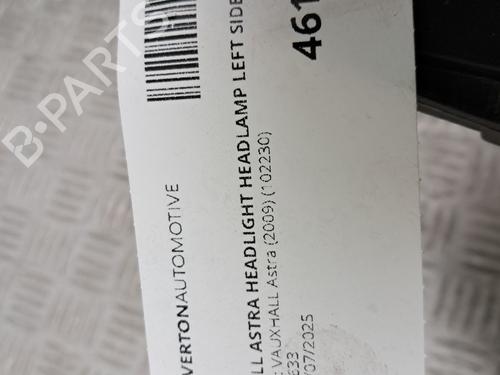 VERTONAUTOMOTIVE
LL ASTRA HEADLIGHT HEADLAMP LEFT SIDE
VAUXHALL Astra (2009) (102230)
633
/07/2025
461
B-PARTS